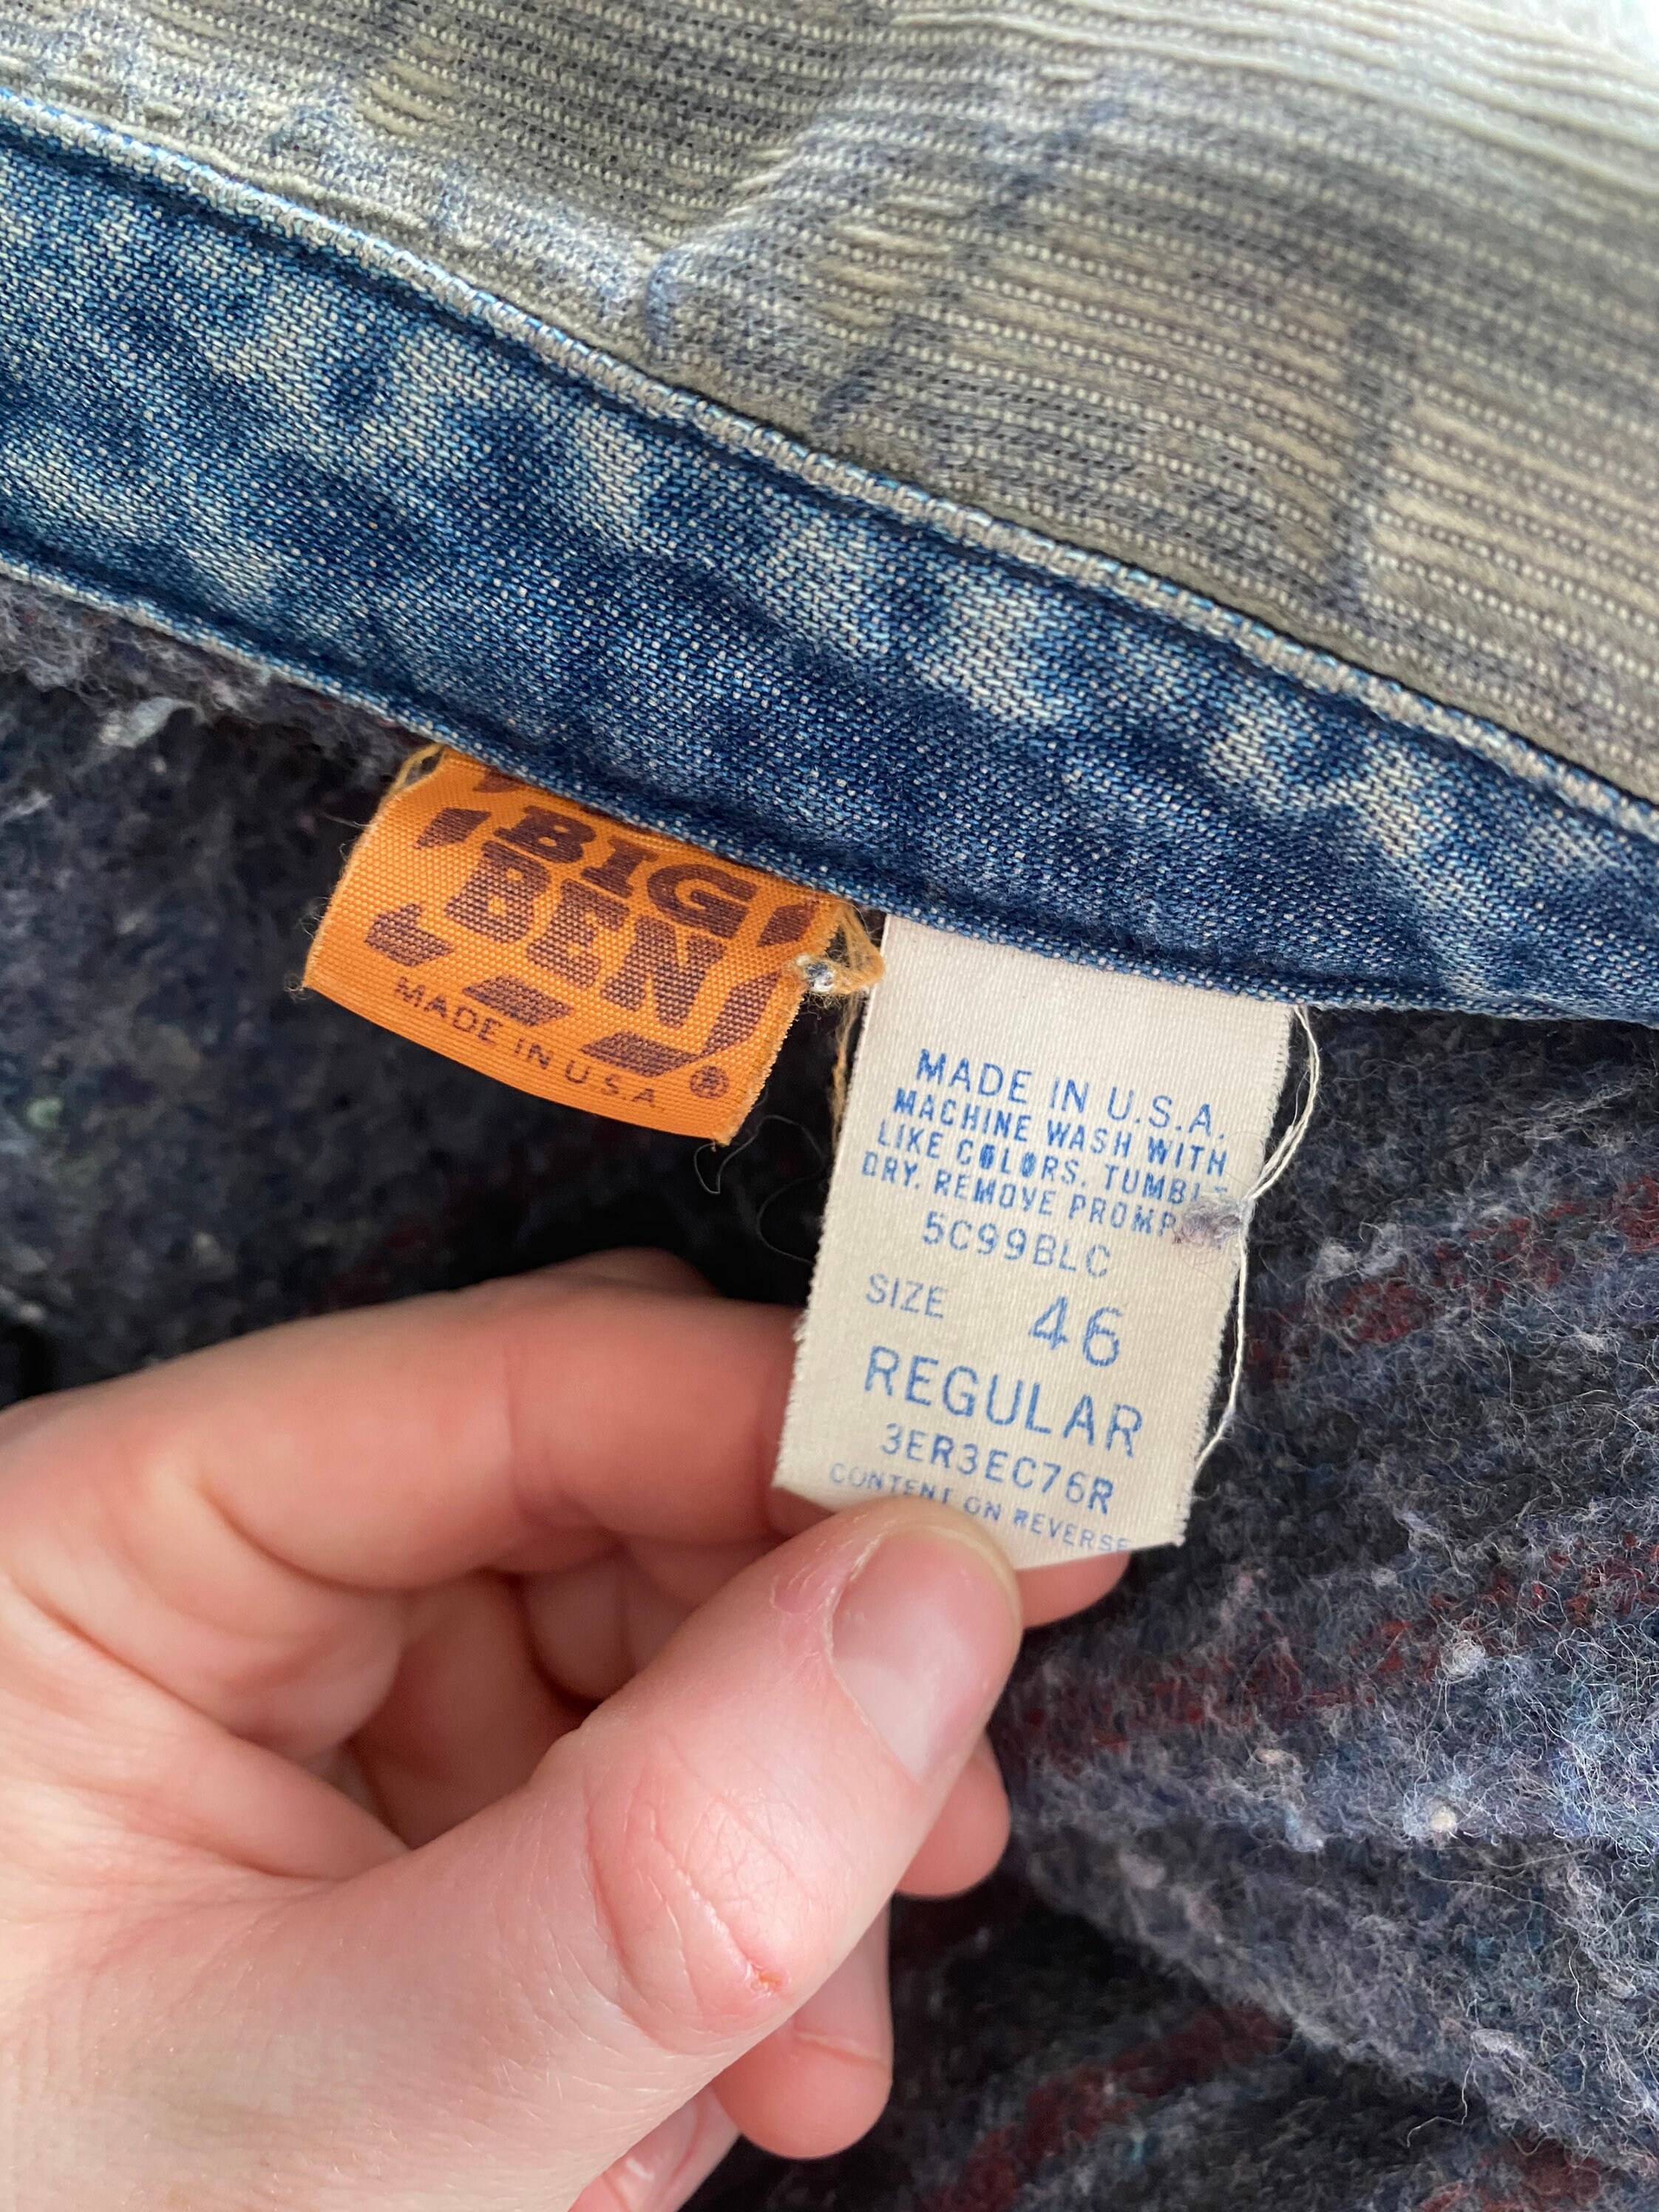 BIG
BEN
MADE IN U.S.A.
®
MADE IN U.S.A.
MACHINE WASH WITH
LIKE COLORS. TUMBLE
DRY. REMOVE PROMP
5C99BLC
SIZE 46
REGULAR
3ER3EC76R
CONTENT ON REVERSE